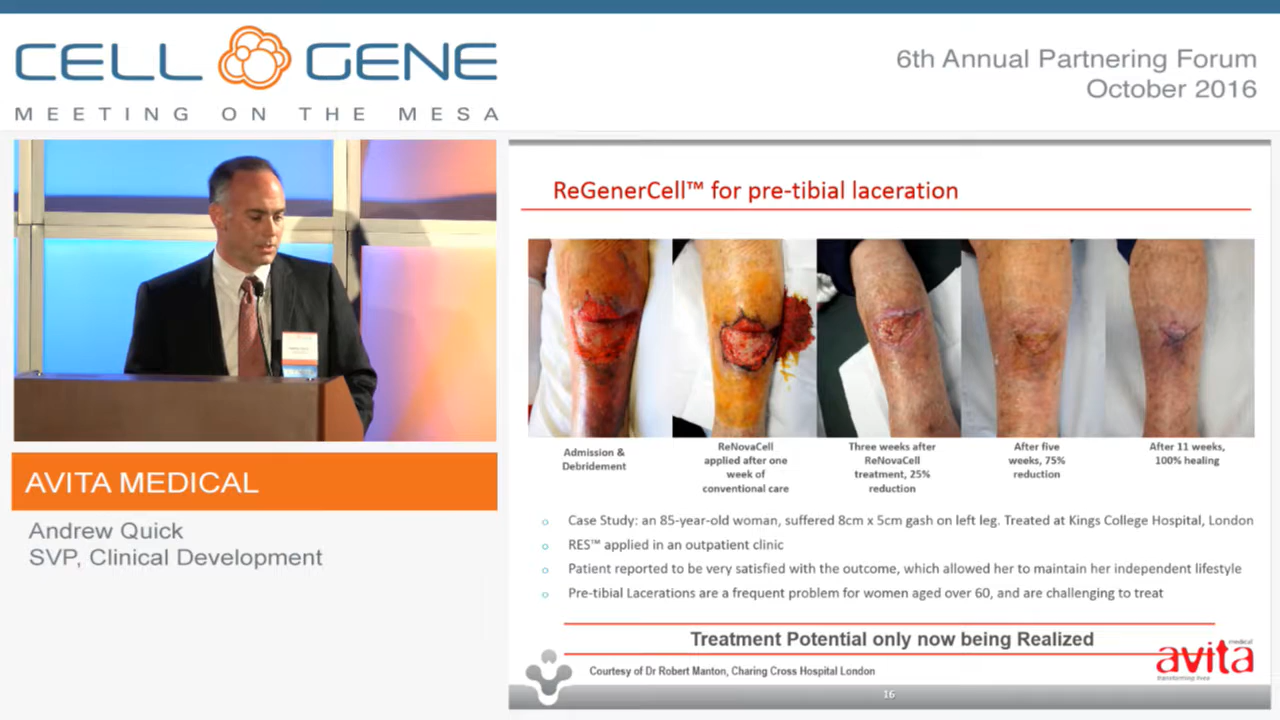 CELL GENE
MEETING ON THE MESA
6th Annual Partnering Forum
October 2016
ReGenerCell™ for pre-tibial laceration
Admission &
Debridement
ReNovaCell
applied after one
week of
conventional care
Three weeks after
ReNovaCell
treatment, 25%
reduction
After five
weeks, 75%
reduction
After 11 weeks,
100% healing
AVITA MEDICAL
Andrew Quick
SVP, Clinical Development
Case Study: an 85-year-old woman, suffered 8cm x 5cm gash on left leg. Treated at Kings College Hospital, London
RES™ applied in an outpatient clinic
Patient reported to be very satisfied with the outcome, which allowed her to maintain her independent lifestyle
Pre-tibial Lacerations are a frequent problem for women aged over 60, and are challenging to treat
Treatment Potential only now being Realized
Courtesy of Dr Robert Manton, Charing Cross Hospital London
medical
avita
transforming lives
16